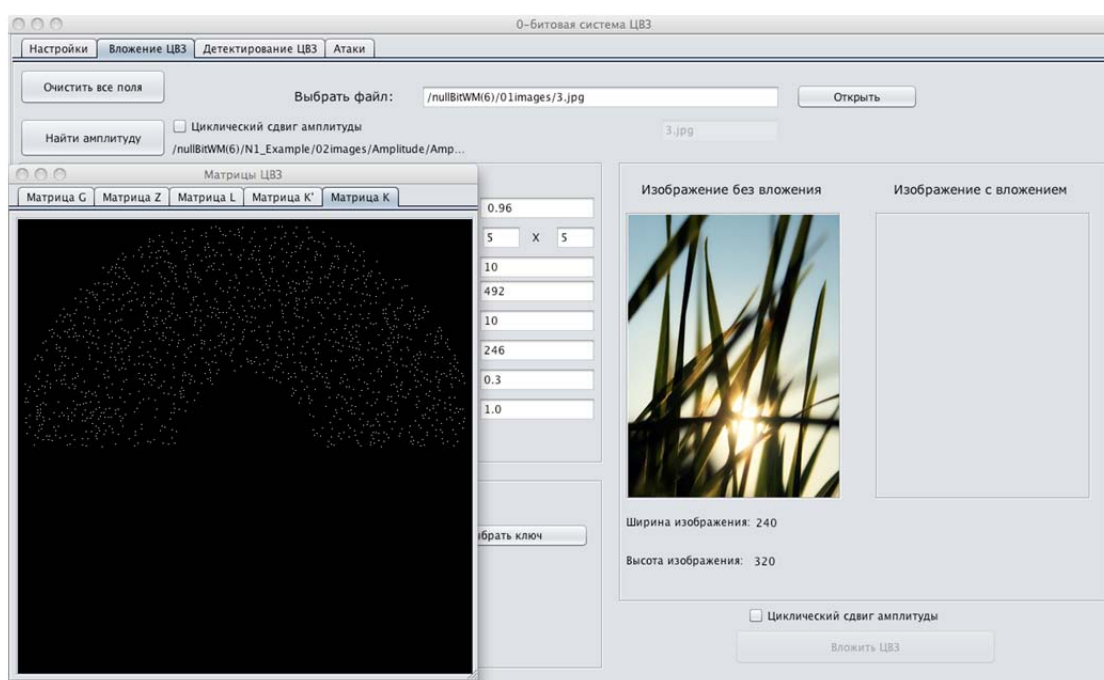 0-битовая система ЦВЗ
Настройки Вложение ЦВЗ Детектирование ЦВЗ Атаки
Очистить все поля
Выбрать файл: /nullBitWM(6)/01images/3.jpg Открыть
Найти амплитуду
Циклический сдвиг амплитуды
3.jpg
/nullBitWM(6)/N1_Example/02images/Amplitude/Amp...
Матрицы ЦВЗ
Матрица G Матрица Z Матрица L Матрица K' Матрица K
0.96
5 X 5
10
492
10
246
0.3
1.0
ыбрать ключ
Изображение без вложения Изображение с вложением
Ширина изображения: 240
Высота изображения: 320
Циклический сдвиг амплитуды
Вложить ЦВЗ